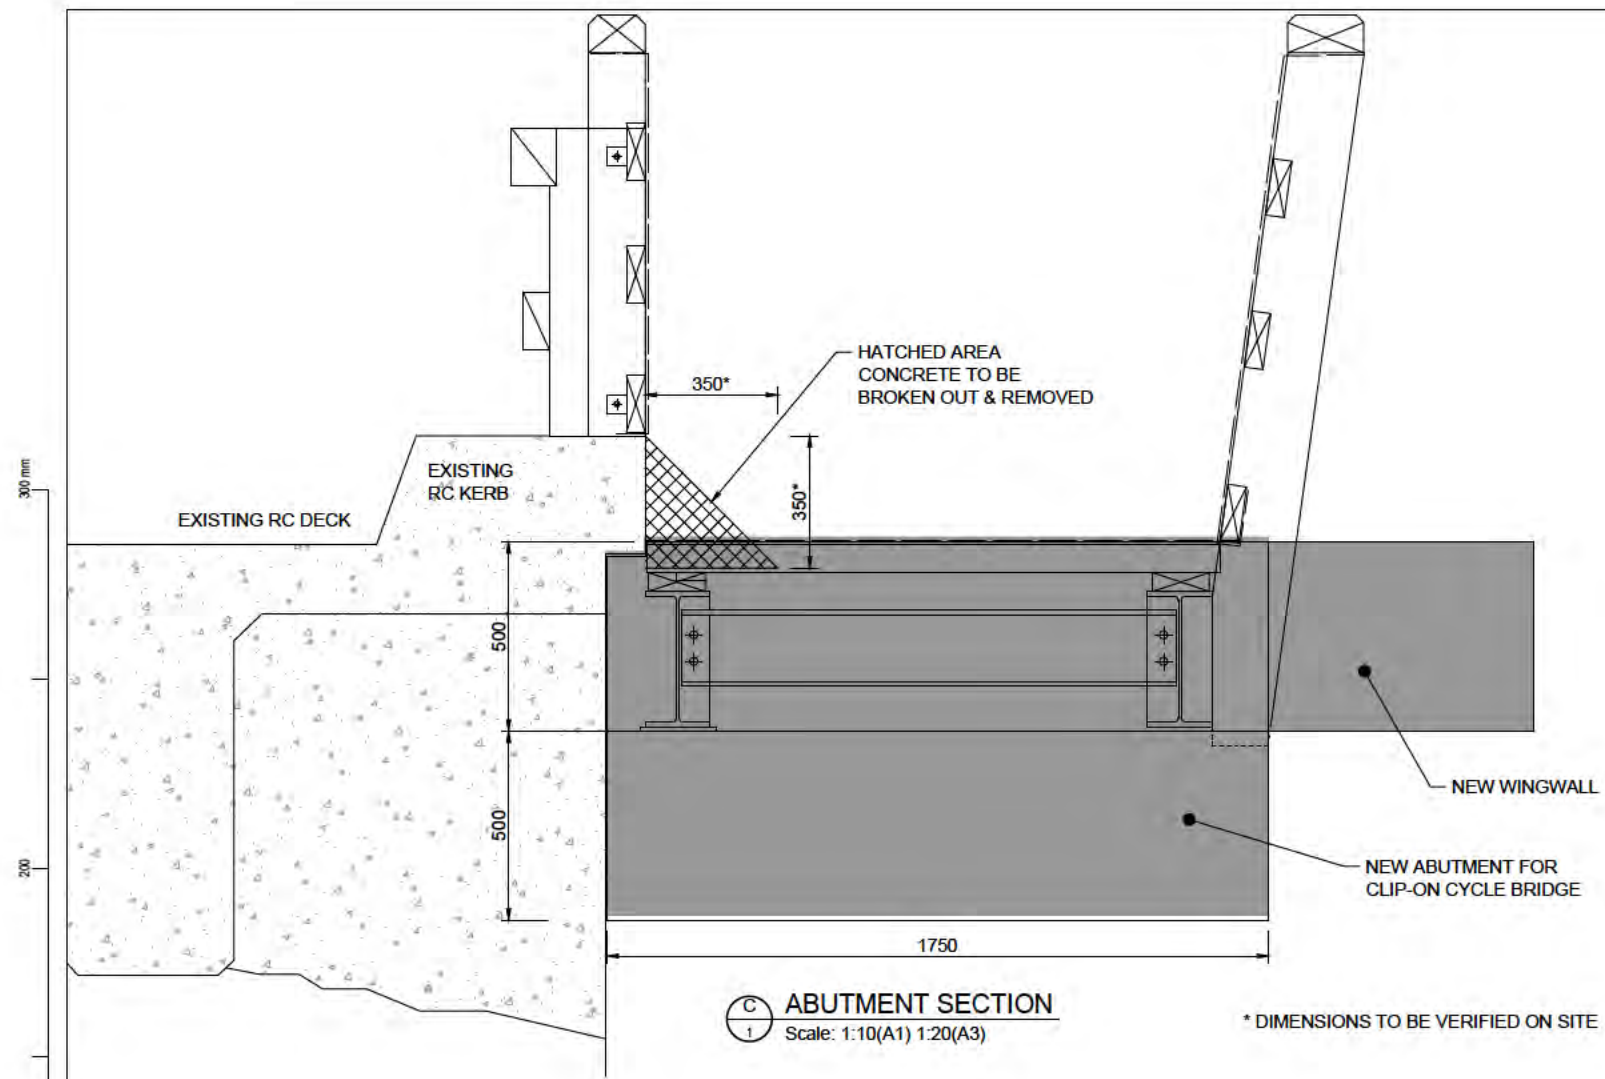 HATCHED AREA
CONCRETE TO BE
BROKEN OUT & REMOVED
350*
350*
EXISTING
RC KERB
EXISTING RC DECK
300 mm
200
500
500
NEW WINGWALL
NEW ABUTMENT FOR
CLIP-ON CYCLE BRIDGE
1750
C
1
ABUTMENT SECTION
Scale: 1:10(A1) 1:20(A3)
* DIMENSIONS TO BE VERIFIED ON SITE